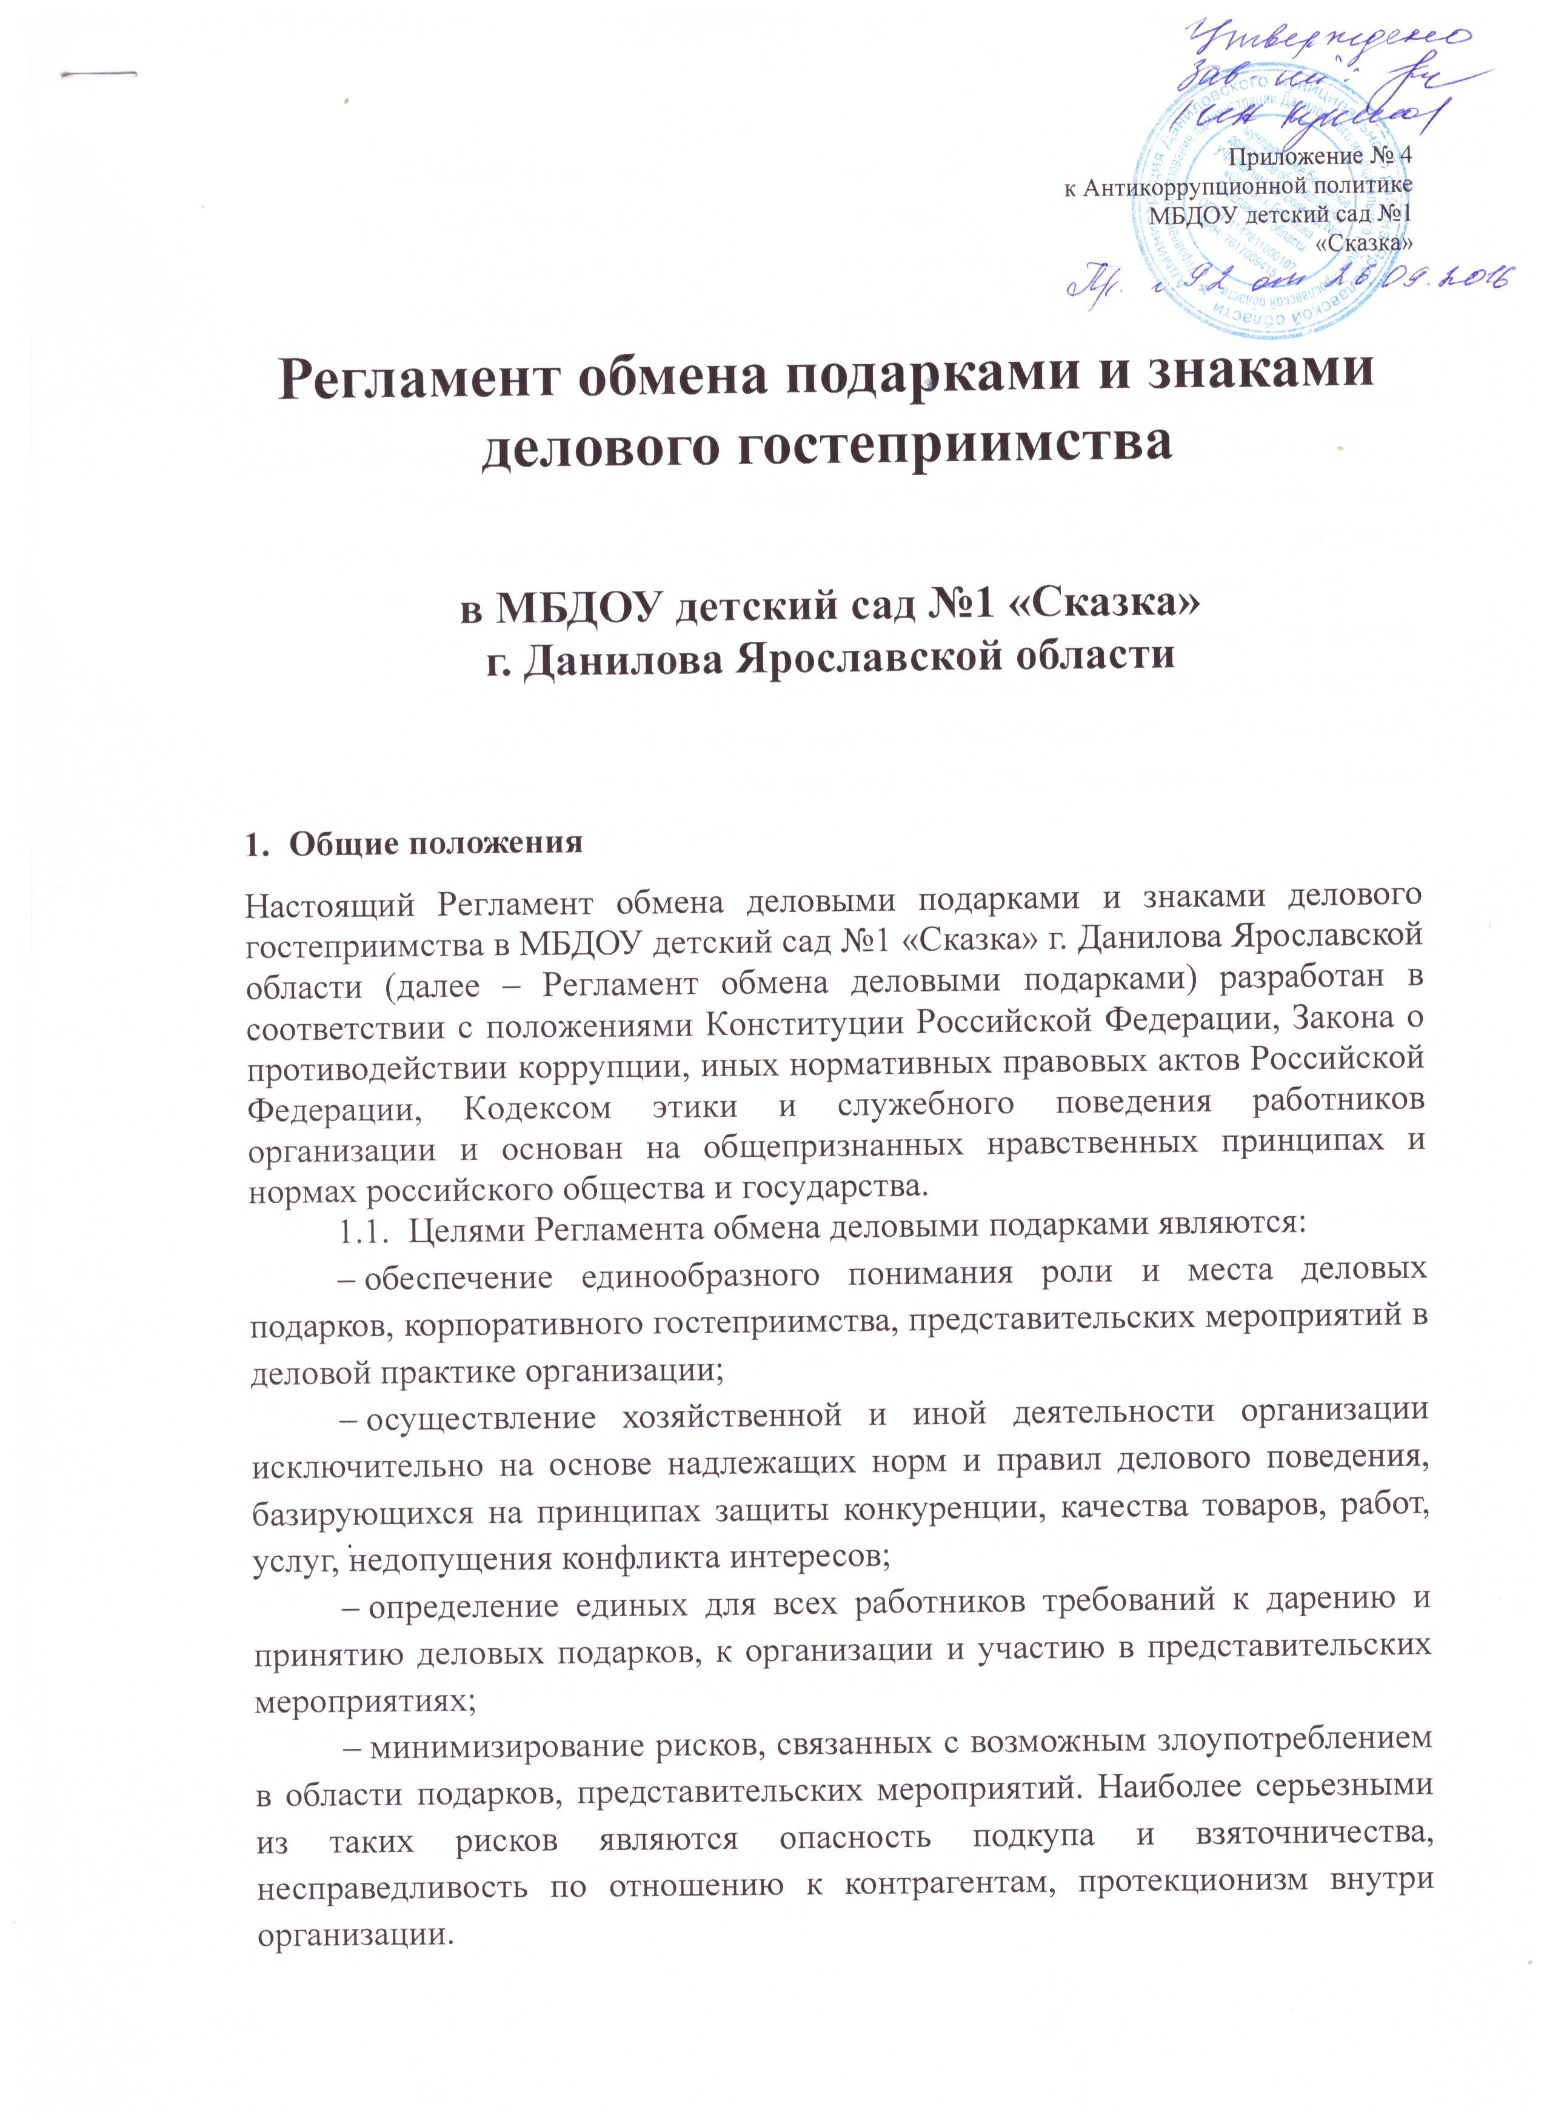 Утверждено
Зав
Приложение № 4
к Антикоррупционной политике
МБДОУ детский сад №1
«Сказка»
Пр. 92 от 26.09.2016
Регламент обмена подарками и знаками
делового гостеприимства
в МБДОУ детский сад №1 «Сказка»
г. Данилова Ярославской области
1. Общие положения
Настоящий Регламент обмена деловыми подарками и знаками делового
гостеприимства в МБДОУ детский сад №1 «Сказка» г. Данилова Ярославской
области (далее – Регламент обмена деловыми подарками) разработан в
соответствии с положениями Конституции Российской Федерации, Закона о
противодействии коррупции, иных нормативных правовых актов Российской
Федерации, Кодексом этики и служебного поведения работников
организации и основан на общепризнанных нравственных принципах и
нормах российского общества и государства.
1.1. Целями Регламента обмена деловыми подарками являются:
– обеспечение единообразного понимания роли и места деловых
подарков, корпоративного гостеприимства, представительских мероприятий в
деловой практике организации;
– осуществление хозяйственной и иной деятельности организации
исключительно на основе надлежащих норм и правил делового поведения,
базирующихся на принципах защиты конкуренции, качества товаров, работ,
услуг, недопущения конфликта интересов;
– определение единых для всех работников требований к дарению и
принятию деловых подарков, к организации и участию в представительских
мероприятиях;
– минимизирование рисков, связанных с возможным злоупотреблением
в области подарков, представительских мероприятий. Наиболее серьезными
из таких рисков являются опасность подкупа и взяточничества,
несправедливость по отношению к контрагентам, протекционизм внутри
организации.